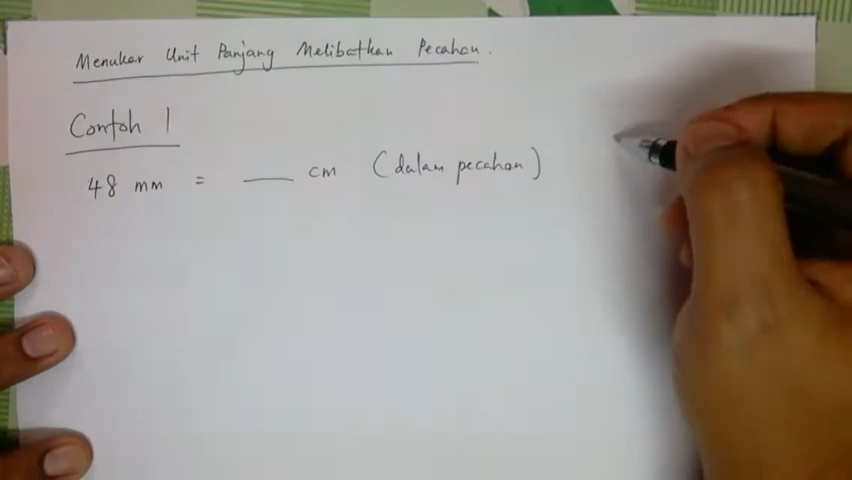 Menukar Unit Panjang Melibatkan Pecahan.
Contoh 1
48 mm = ___ cm (dalam pecahan)